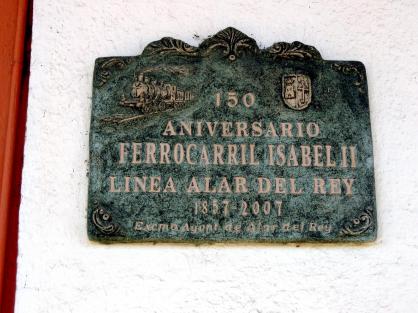 150
ANIVERSARIO
FERROCARRIL ISABEL II
LINEA ALAR DEL REY
1857-2007
Excmo Ayunt de Alar del Rey